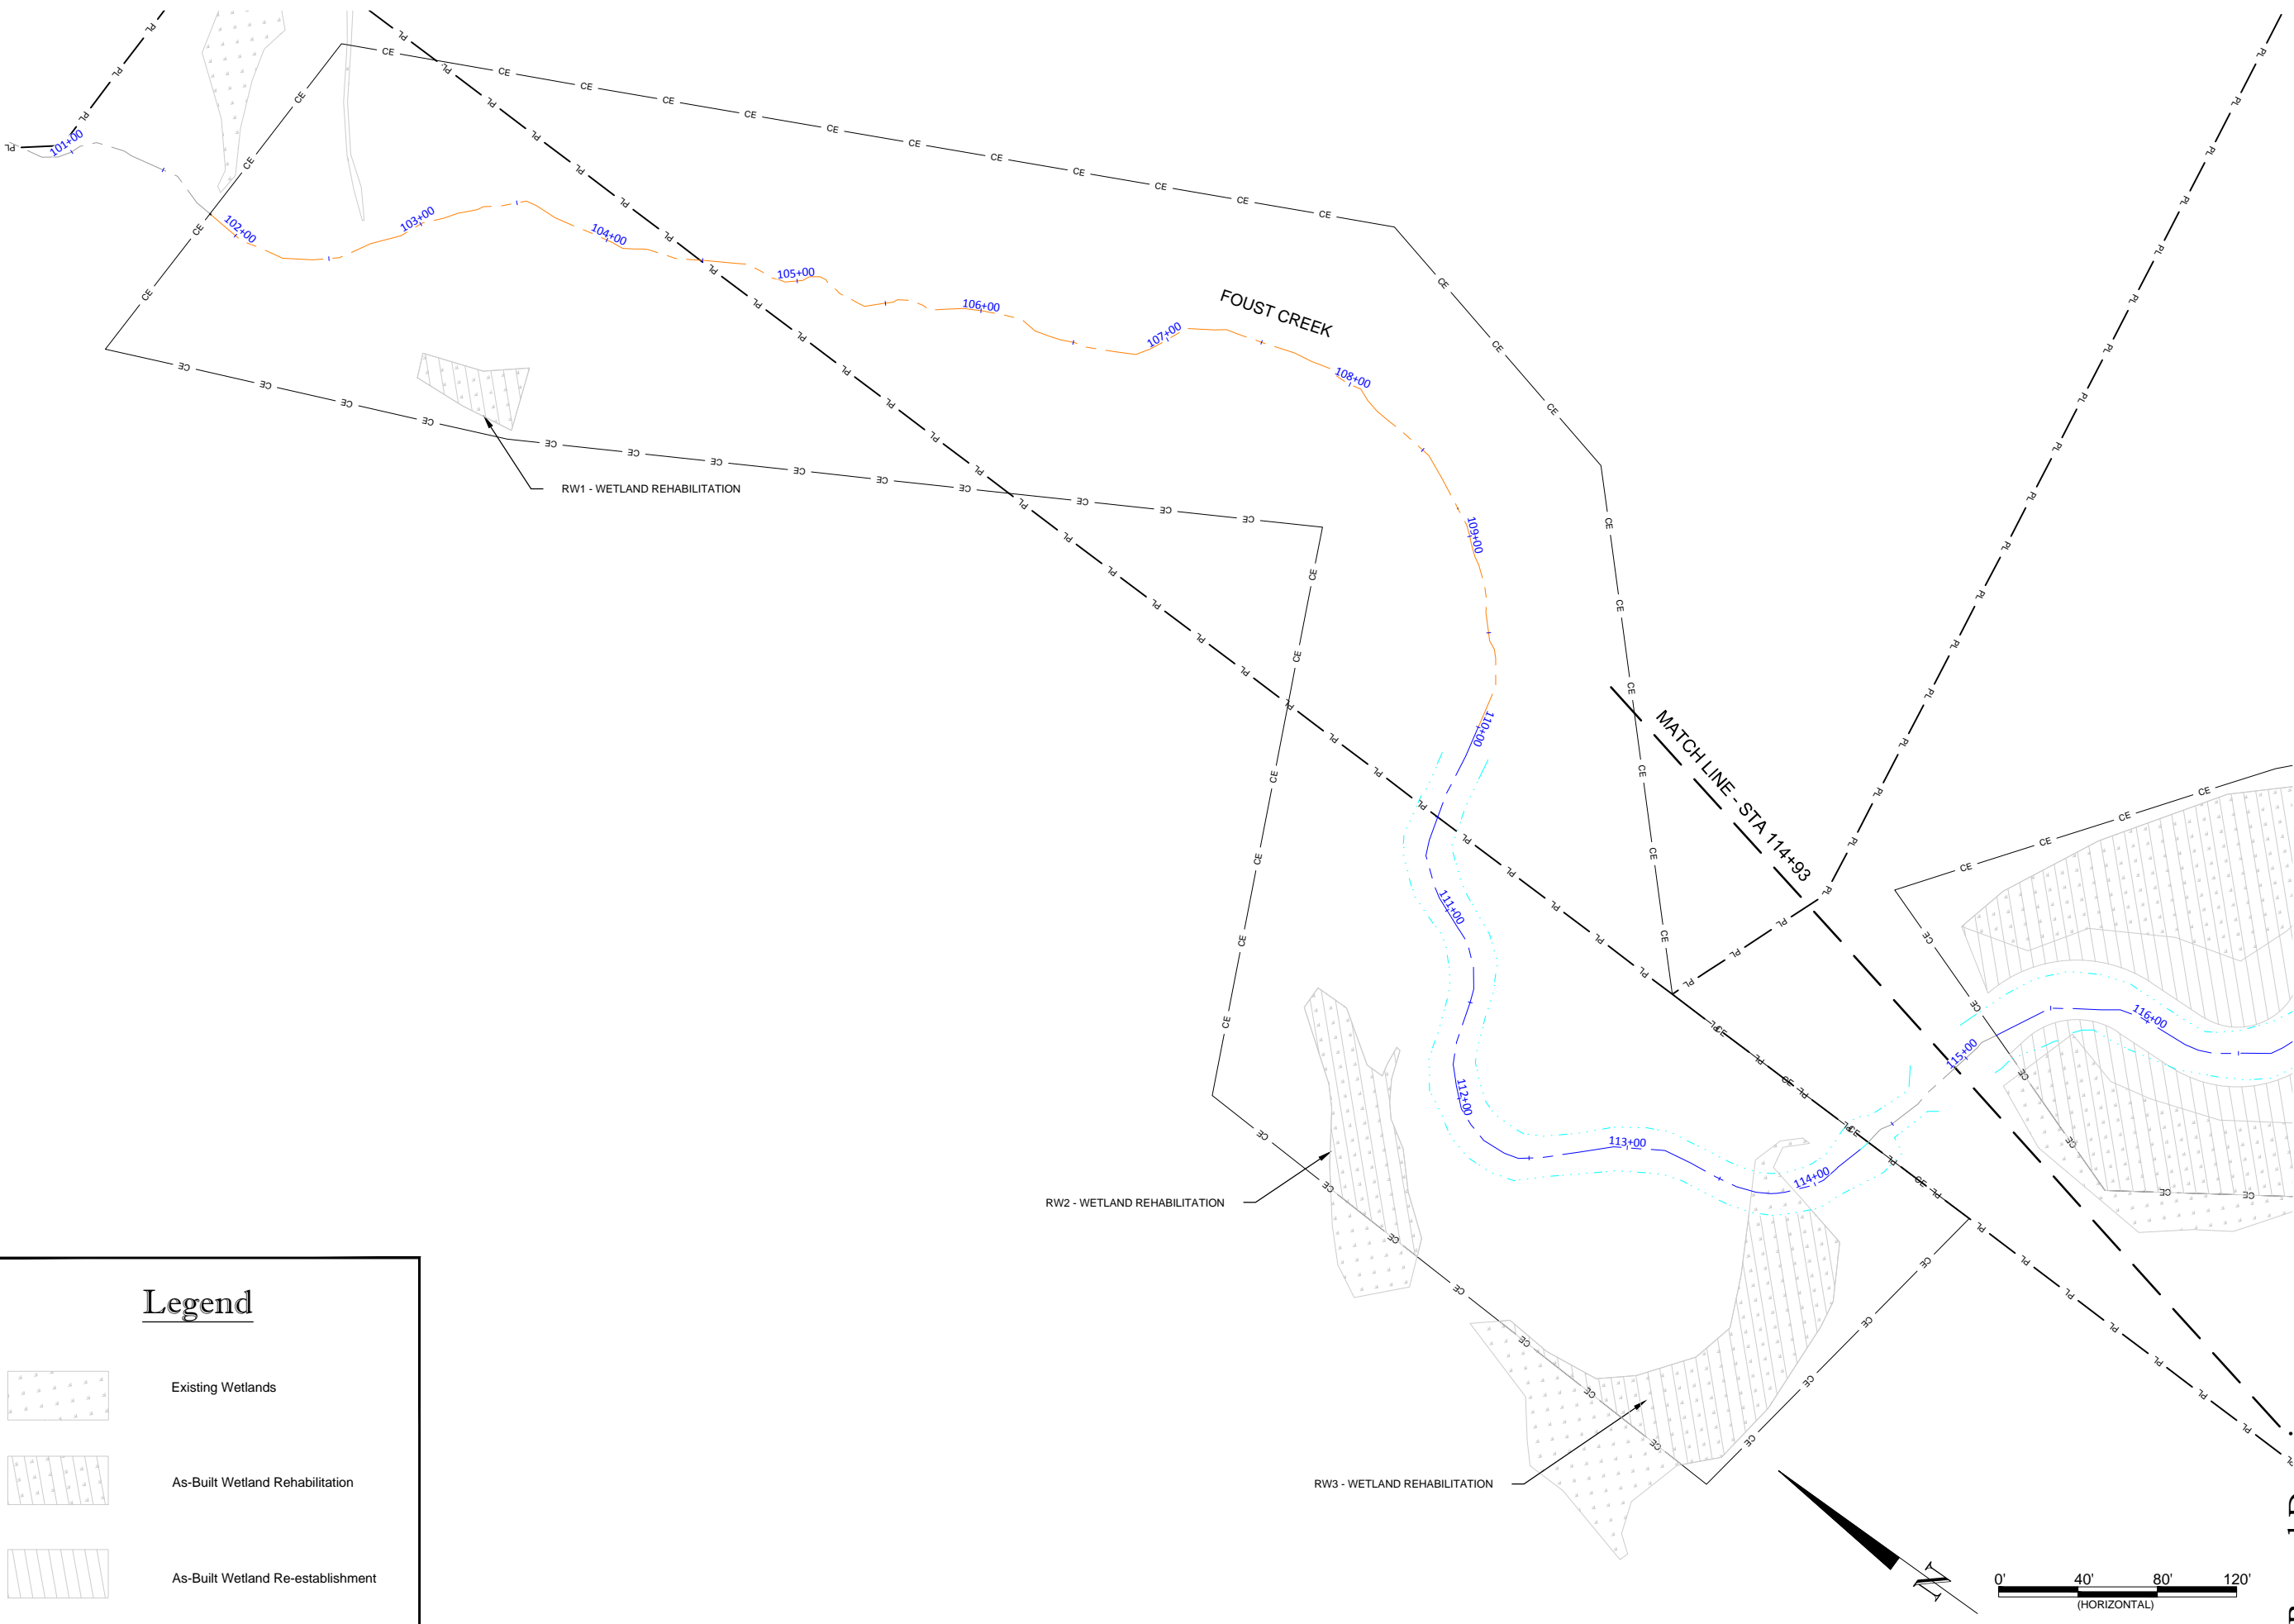 PL
CE
101+00
102+00
103+00
104+00
105+00
106+00
107+00
108+00
109+00
110+00
111+00
112+00
113+00
114+00
115+00
116+00
FOUST CREEK
RW1 - WETLAND REHABILITATION
MATCH LINE - STA 114+93
RW2 - WETLAND REHABILITATION
RW3 - WETLAND REHABILITATION
Legend
Existing Wetlands
As-Built Wetland Rehabilitation
As-Built Wetland Re-establishment
N
0' 40' 80' 120'
(HORIZONTAL)